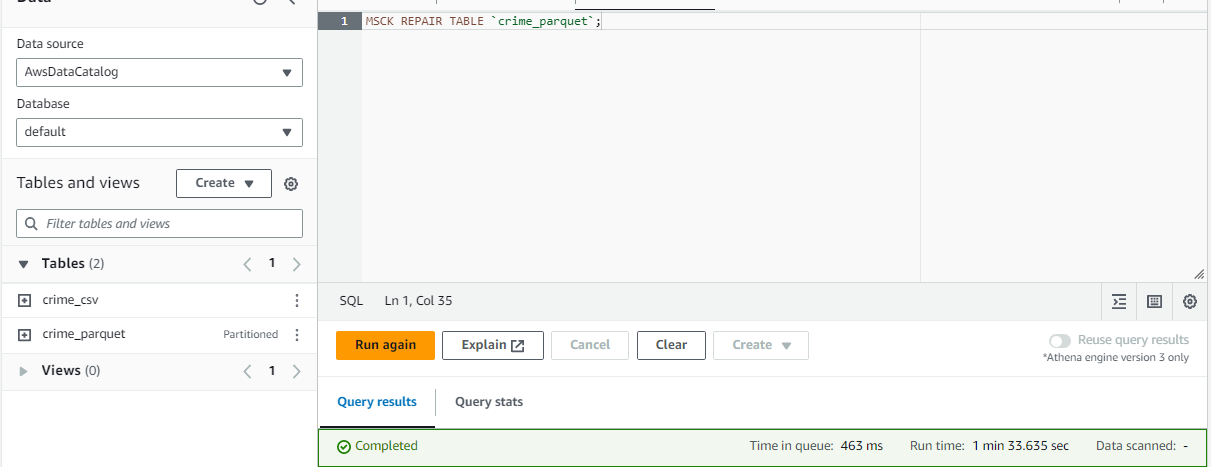 Data source
AwsDataCatalog
Database
default
Tables and views
Create
Filter tables and views
Tables (2)
1
crime_csv
crime_parquet Partitioned
Views (0)
1
1 MSCK REPAIR TABLE `crime_parquet`;
SQL Ln 1, Col 35
Run again Explain Cancel Clear Create
Reuse query results
*Athena engine version 3 only
Query results Query stats
Completed Time in queue: 463 ms Run time: 1 min 33.635 sec Data scanned: -